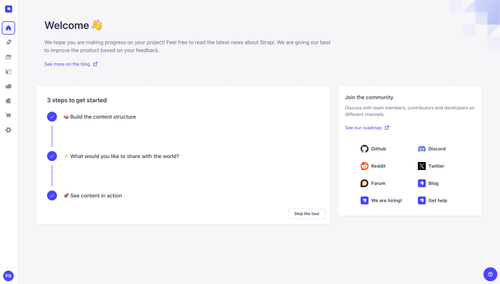 Welcome 👋
We hope you are making progress on your project! Feel free to read the latest news about Strapi. We are giving our best
to improve the product based on your feedback.
See more on the blog
3 steps to get started
🧠 Build the content structure
⚡️ What would you like to share with the world?
🚀 See content in action
Skip the tour
Join the community
Discuss with team members, contributors and developers on
different channels.
See our roadmap
Github
Discord
Reddit
Twitter
Forum
Blog
We are hiring!
Get help
PB